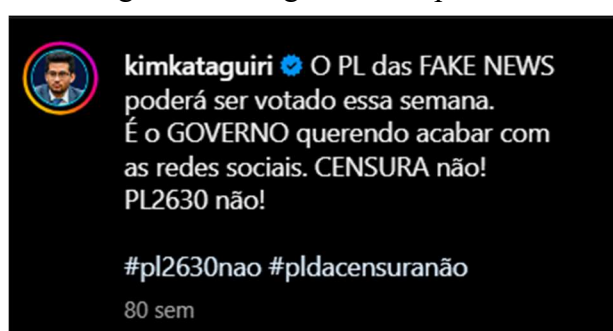 kimkataguiri O PL das FAKE NEWS
poderá ser votado essa semana.
É o GOVERNO querendo acabar com
as redes sociais. CENSURA não!
PL2630 não!
#pl2630nao #pldacensuranão
80 sem